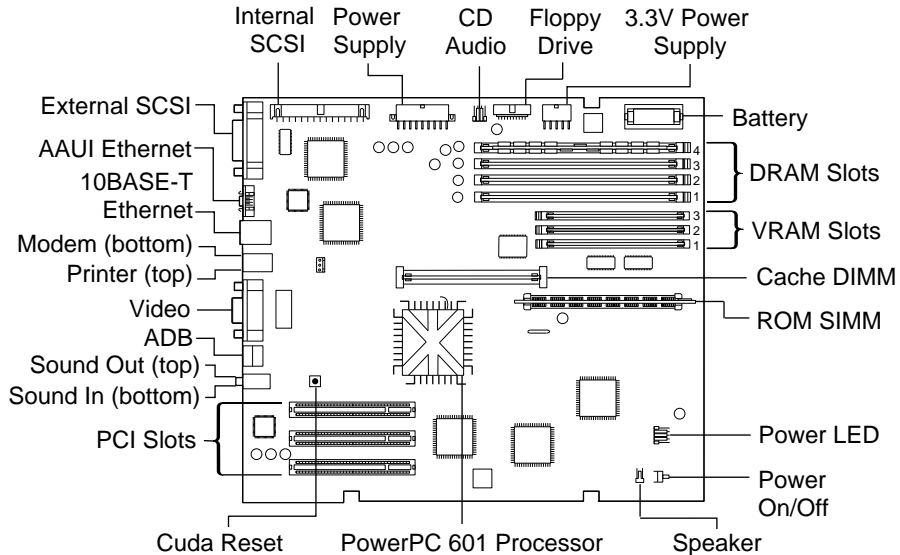 Internal
SCSI
Power
Supply
CD
Audio
Floppy
Drive
3.3V Power
Supply
External SCSI
AAUI Ethernet
10BASE-T
Ethernet
Modem (bottom)
Printer (top)
Video
ADB
Sound Out (top)
Sound In (bottom)
PCI Slots
Battery
4
3
2
1
DRAM Slots
3
2
1
VRAM Slots
Cache DIMM
ROM SIMM
Power LED
Power
On/Off
Cuda Reset
PowerPC 601 Processor
Speaker